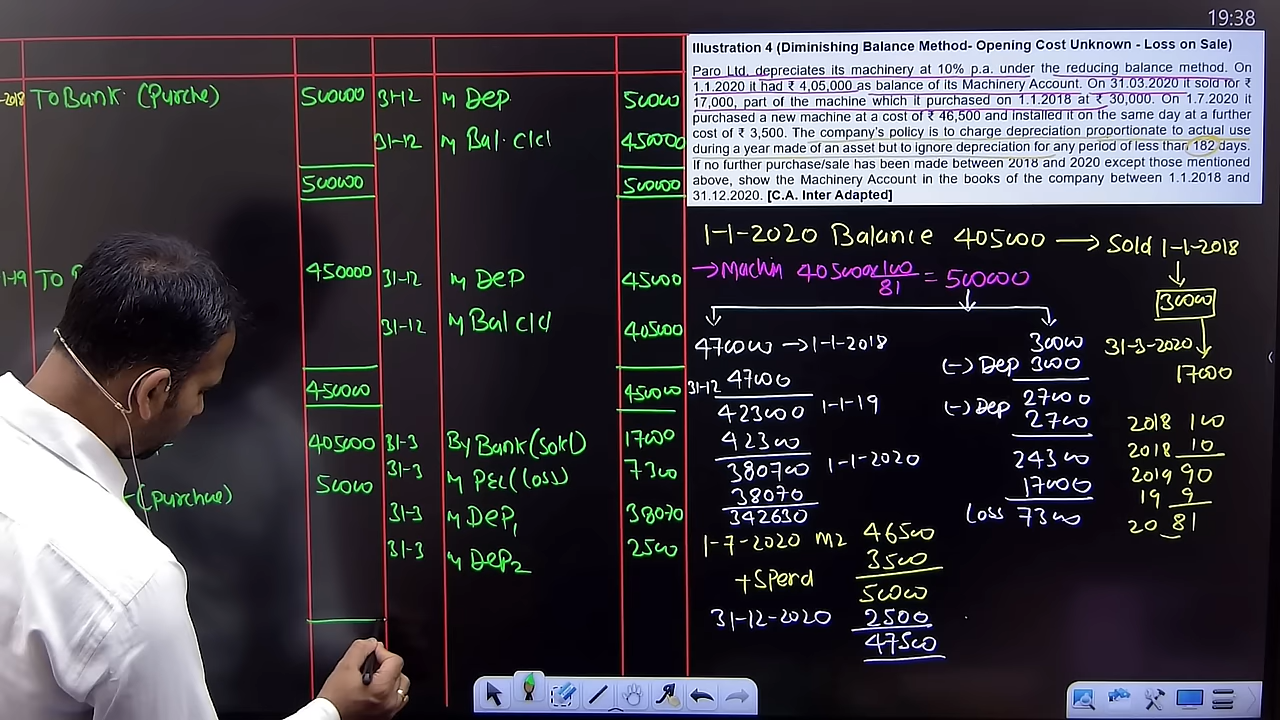 19:38
Illustration 4 (Diminishing Balance Method- Opening Cost Unknown - Loss on Sale)
Paro Ltd. depreciates its machinery at 10% p.a. under the reducing balance method. On
1.1.2020 it had ₹ 4,05,000 as balance of its Machinery Account. On 31.03.2020 it sold for ₹
17,000, part of the machine which it purchased on 1.1.2018 at ₹ 30,000. On 1.7.2020 it
purchased a new machine at a cost of ₹ 46,500 and installed it on the same day at a further
cost of ₹ 3,500. The company's policy is to charge depreciation proportionate to actual use
during a year made of an asset but to ignore depreciation for any period of less than 182 days.
If no further purchase/sale has been made between 2018 and 2020 except those mentioned
above, show the Machinery Account in the books of the company between 1.1.2018 and
31.12.2020. [C.A. Inter Adapted]
-2018 To Bank (Purche) 500000 31-12 " Dep 50000
31-12 " Bal. c/d 450000
500000 500000
1-19 To 450000 31-12 " Dep 45000
31-12 " Bal c/d 405000
450000 450000
405000 31-3 By Bank (Sold) 17000
31-3 " P&L (loss) 7300
(purchae) 50000
31-3 " Dep1 38070
31-3 " Dep2 2500
1-1-2020 Balance 405000 → Sold 1-1-2018
→ Machin 405000x100/81 = 500000
30000
31-3-2020
17000
470000 → 1-1-2018
31-12 47000
423000 1-1-19
42300
380700 1-1-2020
38070
342630
30000
(-) Dep 3000
27000
(-) Dep 2700
24300
17000
Loss 7300
2018 100
2018 10
2019 90
19 9
20 81
1-7-2020 M2 46500
+Spend 3500
50000
31-12-2020 2500
47500